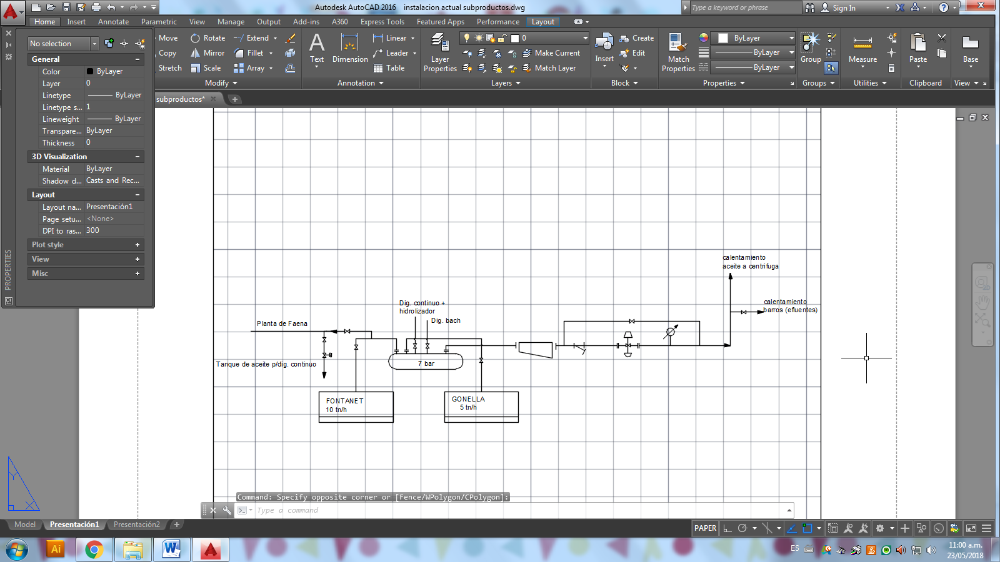 Autodesk AutoCAD 2016    instalacion actual subproductos.dwg
Type a keyword or phrase
Sign In
Home
Insert
Annotate
Parametric
View
Manage
Output
Add-ins
A360
Express Tools
Featured Apps
Performance
Layout
Move
Rotate
Extend
Copy
Mirror
Fillet
Stretch
Scale
Array
Modify
Text
Dimension
Linear
Leader
Table
Annotation
Layer
Properties
0
Make Current
Match Layer
Layers
Insert
Create
Edit
Block
Match
Properties
ByLayer
ByLayer
ByLayer
Properties
Group
Groups
Measure
Utilities
Paste
Clipboard
Base
View
No selection
General
Color ByLayer
Layer 0
Linetype ByLayer
Linetype s... 1
Lineweight ByLayer
Transpare... ByLayer
Thickness 0
3D Visualization
Material ByLayer
Shadow d... Casts and Rec...
Layout
Layout na... Presentación1
Page setu... <None>
DPI to ras... 300
Plot style
View
Misc
PROPERTIES
subproductos*
calentamiento
aceite a centrifuga
calentamiento
barros (efluentes)
Dig. continuo +
hidrolizador
Dig. bach
Planta de Faena
Tanque de aceite p/dig. continuo
7 bar
FONTANET
10 tn/h
GONELLA
5 tn/h
Y
X
Command: Specify opposite corner or [Fence/WPolygon/CPolygon]:
Type a command
Model
Presentación1
Presentación2
PAPER
Ai
ES
11:00 a.m.
23/05/2018